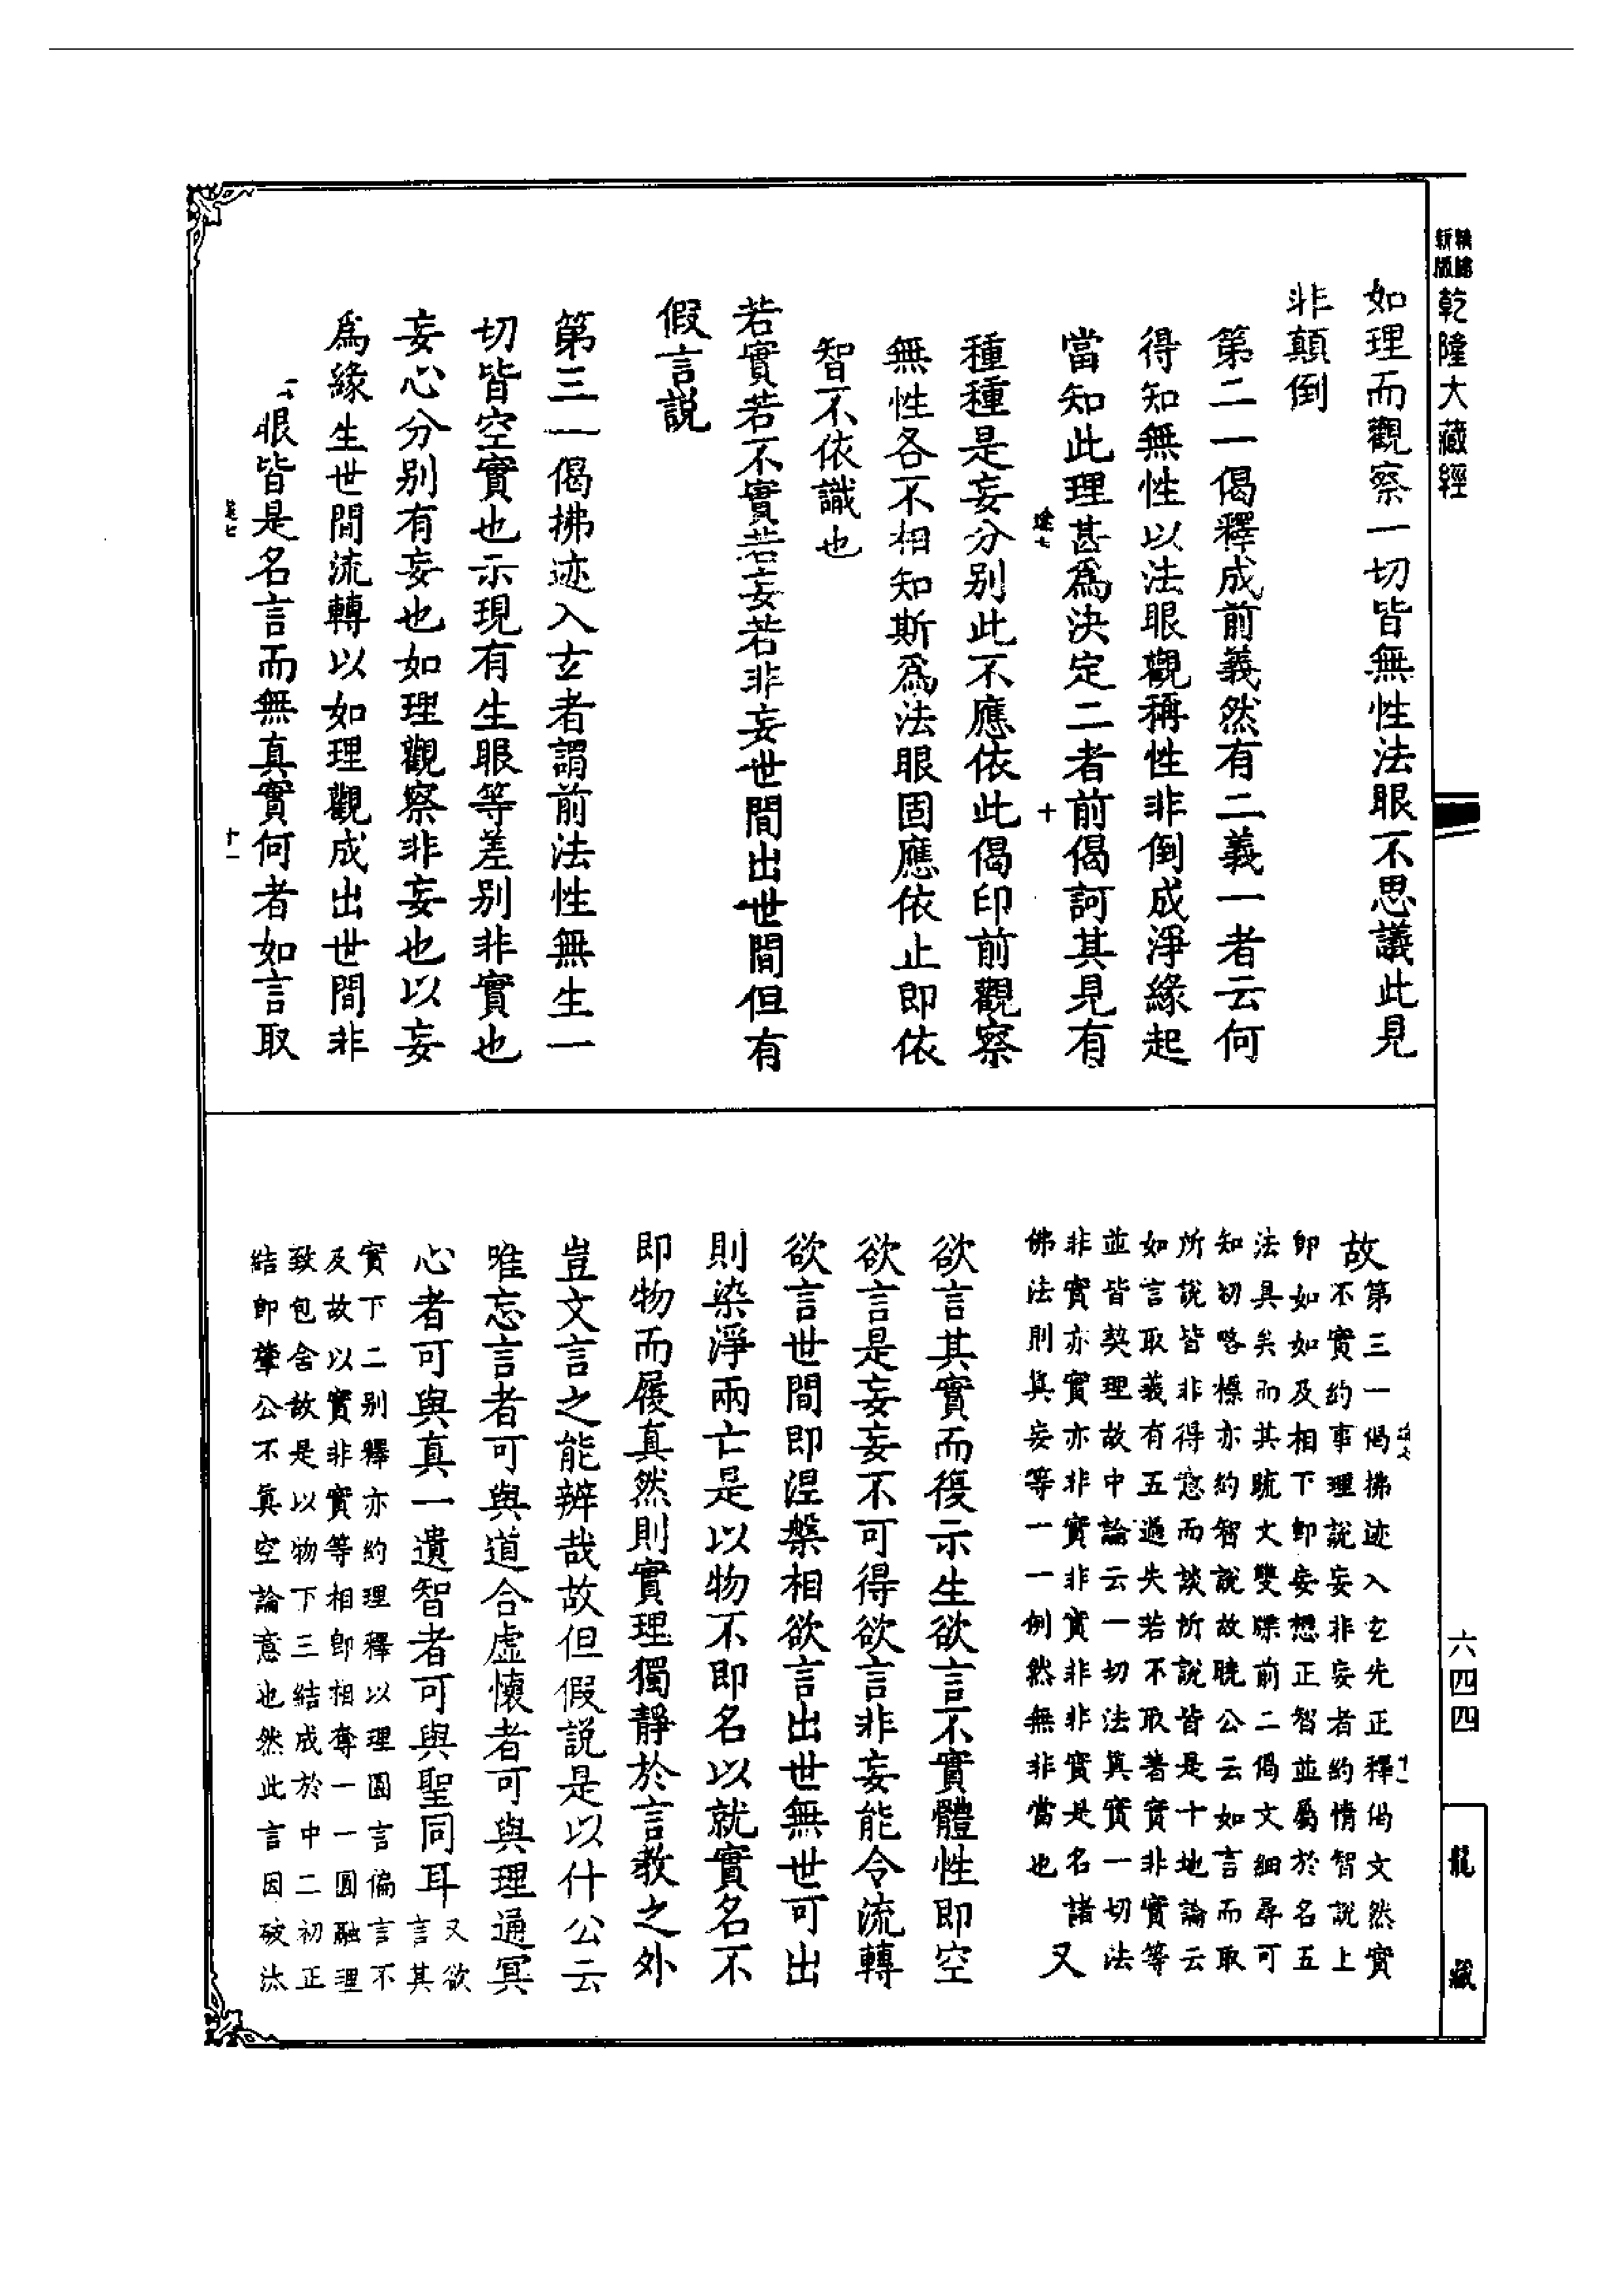 新版
精縮
乾隆大藏經
六四四
龍藏
如理而觀察一切皆無性法眼不思議此見
非顛倒
第二一偈釋成前義然有二義一者云何
得知無性以法眼觀稱性非倒成淨緣起
當知此理甚爲決定二者前偈訶其見有
種種是妄分別此不應依此偈印前觀察
無性各不相知斯爲法眼固應依止即依
智不依識也
若實若不實若妄若非妄世間出世間但有
假言説
第三一偈拂迹入玄者謂前法性無生一
切皆空實也示現有生眼等差別非實也
妄心分别有妄也如理觀察非妄也以妄
爲緣生世間流轉以如理觀成出世間非
眼皆是名言而無真實何者如言取
十
十一
故
第三一偈拂迹入玄先正釋偈文然實
不實約事理説妄非妄者約情智説上
即如如及相下即妄想正智並屬於名五
法具矣而其䟽文雙牒前二偈文細尋可
知初略標亦約智説故暁公云如言而取
所説皆非得意而談所説皆是十地論云
如言取義有五過失若不取著實非實等
並皆契理故中論云一切法真實一切法
非實亦實亦非實非實非非實是名諸
佛法則真妄等一一例然無非當也
又
欲言其實而復示生欲言不實體性即空
欲言是妄妄不可得欲言非妄能令流轉
欲言世間即涅槃相欲言出世無世可出
則染淨兩亡是以物不即名以就實名不
即物而履真然則實理獨靜於言教之外
豈文言之能辨哉故但假説是以什公云
唯忘言者可與道合虛懷者可與理通冥
心者可與真一遺智者可與聖同耳
又欲
言其
實下二别釋亦約理釋以理圓言偏言不
及故以實非實等相即相奪一一圓融理
致包含故是以物下三結成於中二初正
結即肇公不真空論意也然此言因破汰